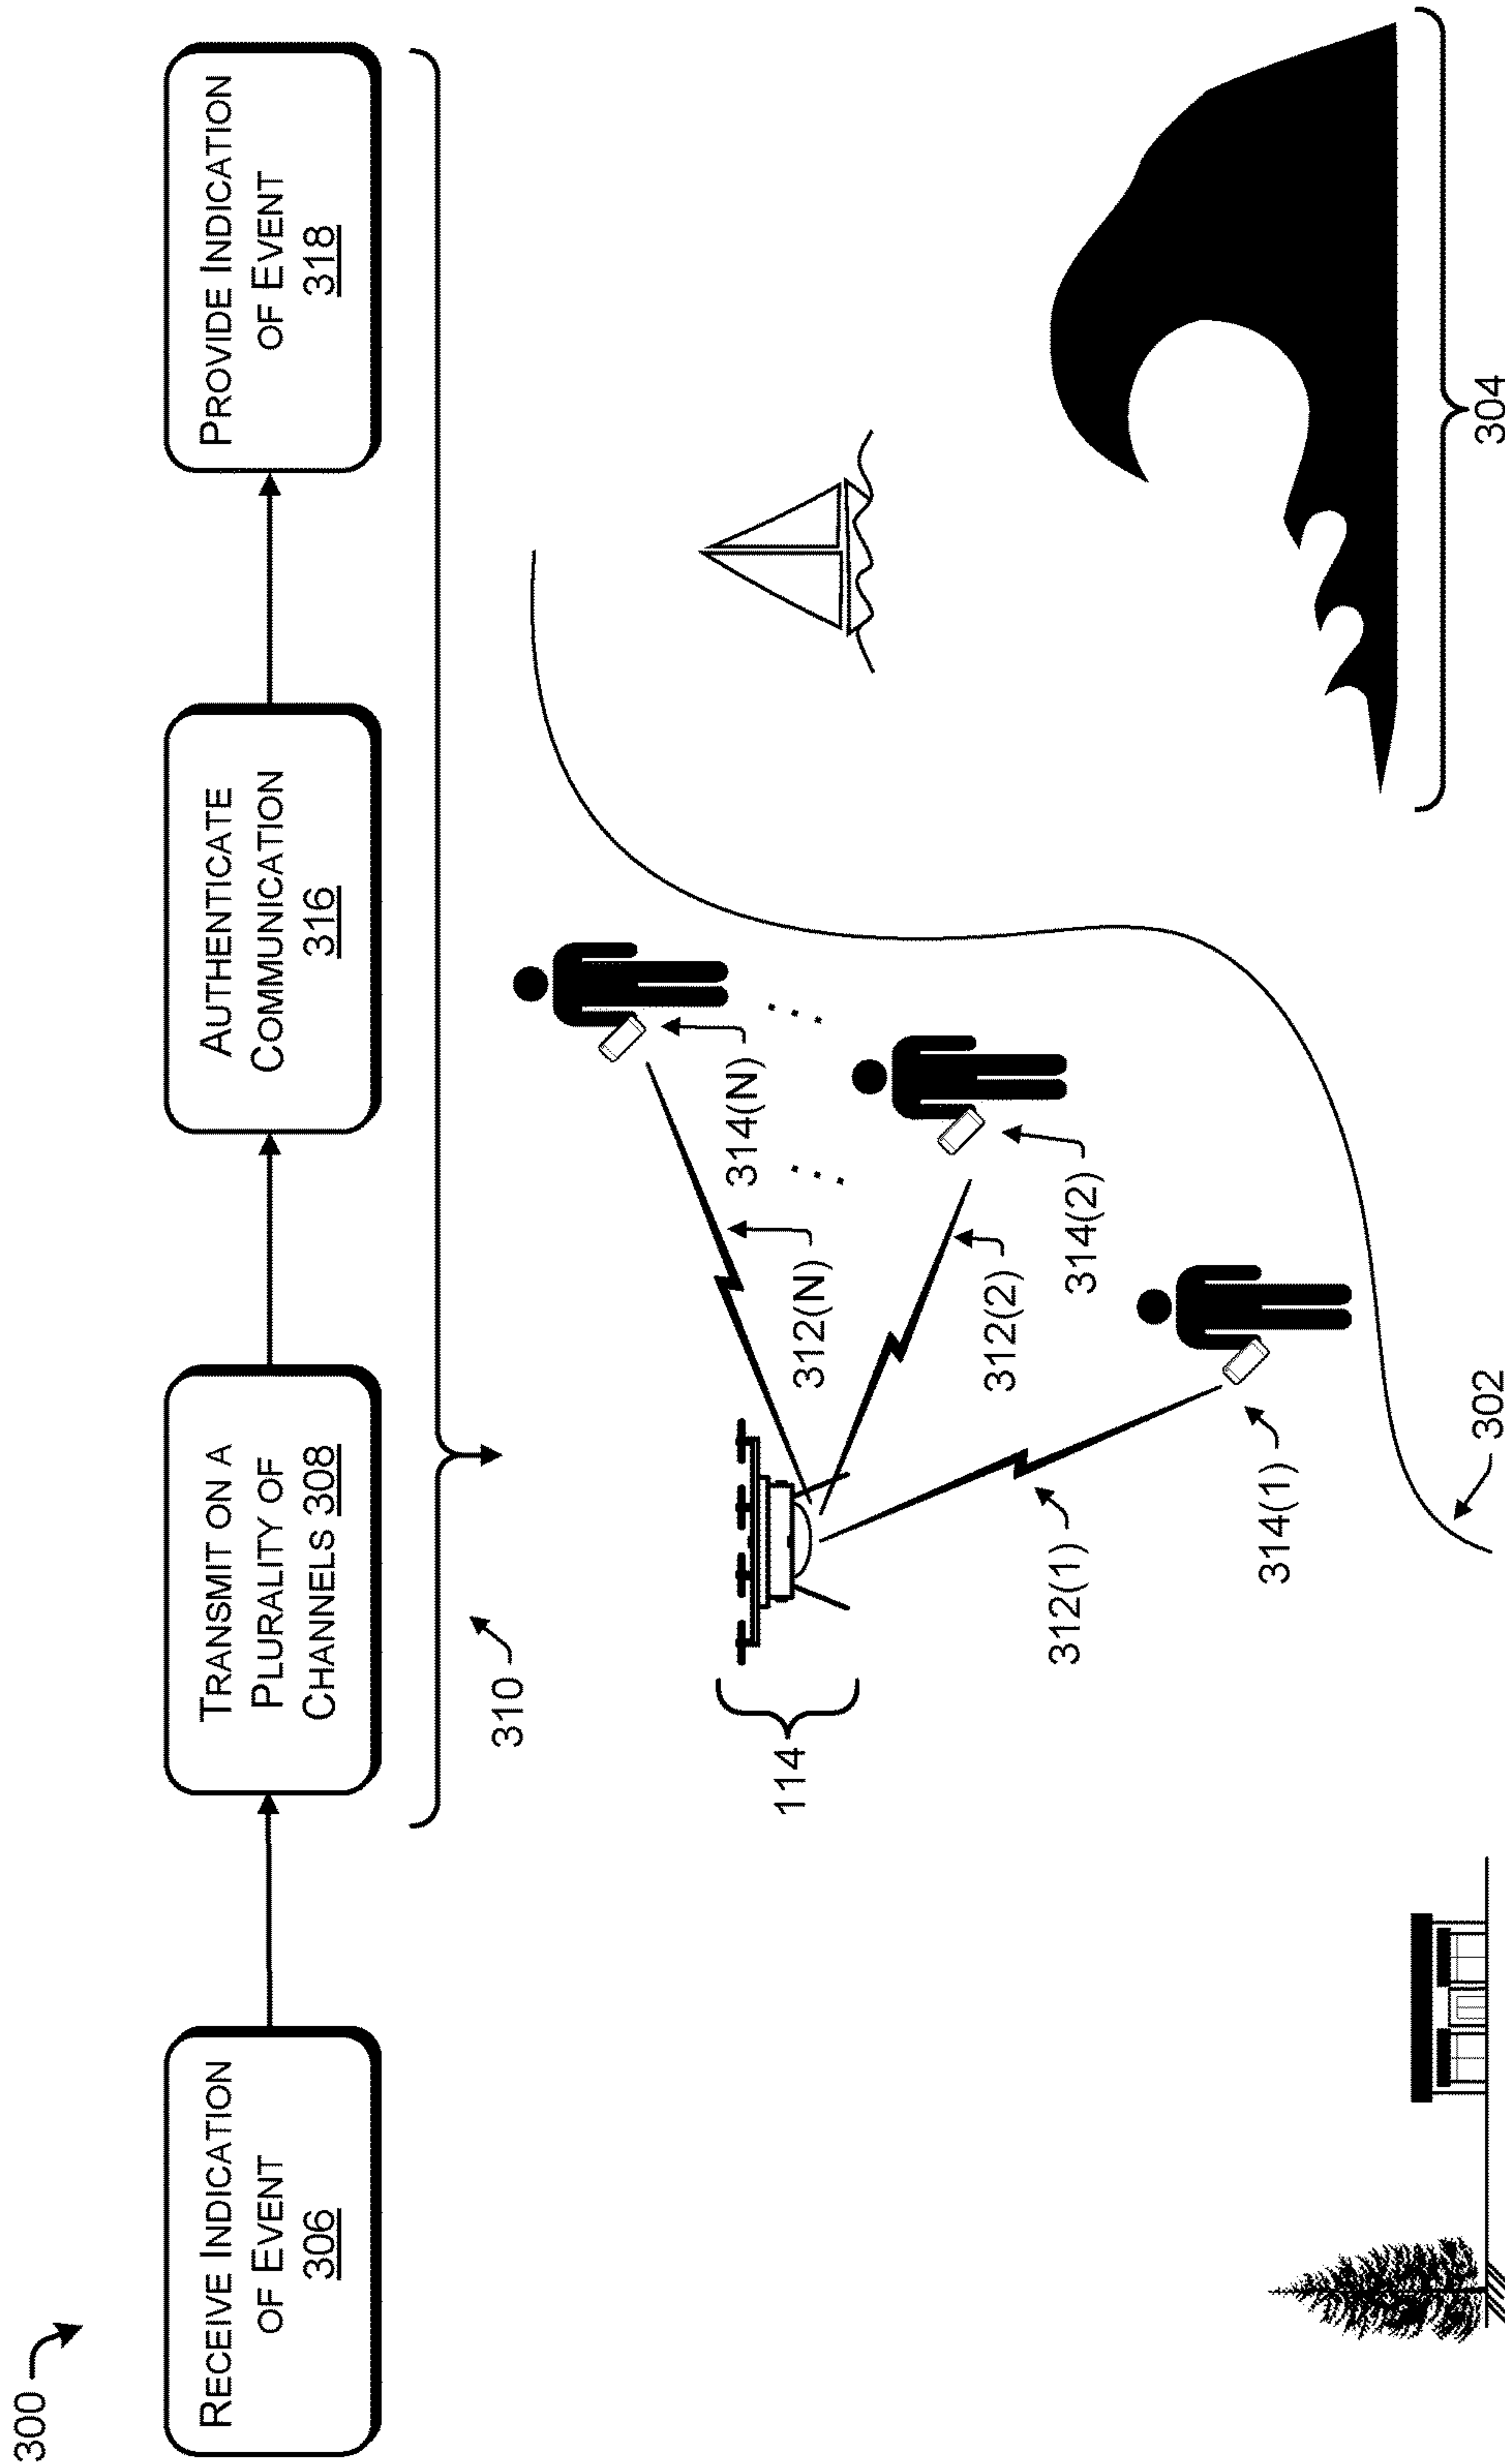 300
RECEIVE INDICATION
OF EVENT
306
TRANSMIT ON A
PLURALITY OF
CHANNELS 308
AUTHENTICATE
COMMUNICATION
316
PROVIDE INDICATION
OF EVENT
318
310
114
312(N)
314(N)
312(2)
314(2)
312(1)
314(1)
302
304